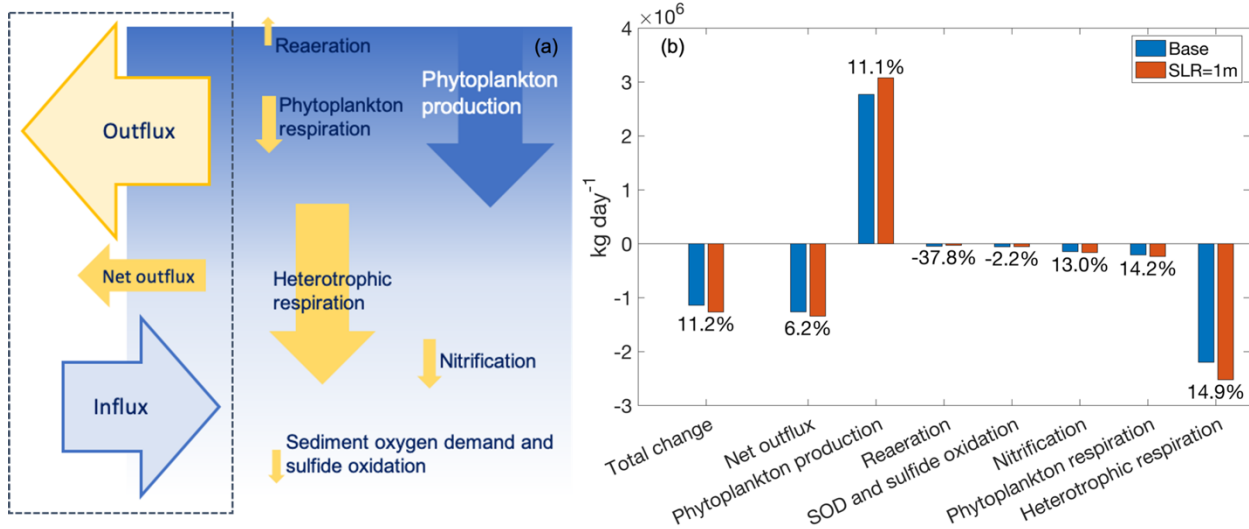 (a)
Reaeration
Phytoplankton
production
Phytoplankton
respiration
Outflux
Net outflux
Heterotrophic
respiration
Nitrification
Influx
Sediment oxygen demand and
sulfide oxidation
(b)
×10⁶
kg day⁻¹
4
3
2
1
0
-1
-2
-3
Base
SLR=1m
11.2%
6.2%
11.1%
-37.8%
-2.2%
13.0%
14.2%
14.9%
Total change
Net outflux
Phytoplankton production
Reaeration
SOD and sulfide oxidation
Nitrification
Phytoplankton respiration
Heterotrophic respiration